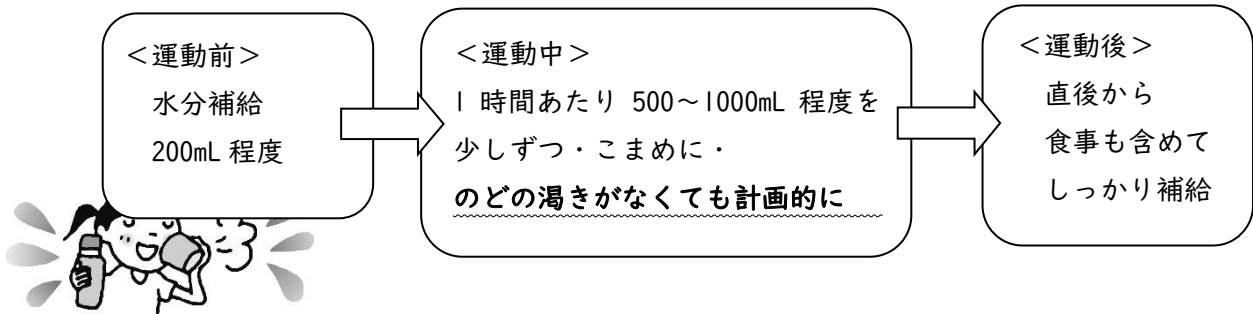 <運動前>
水分補給
200mL 程度
<運動中>
1 時間あたり 500~1000mL 程度を
少しずつ・こまめに・
のどの渇きがなくても計画的に
<運動後>
直後から
食事も含めて
しっかり補給